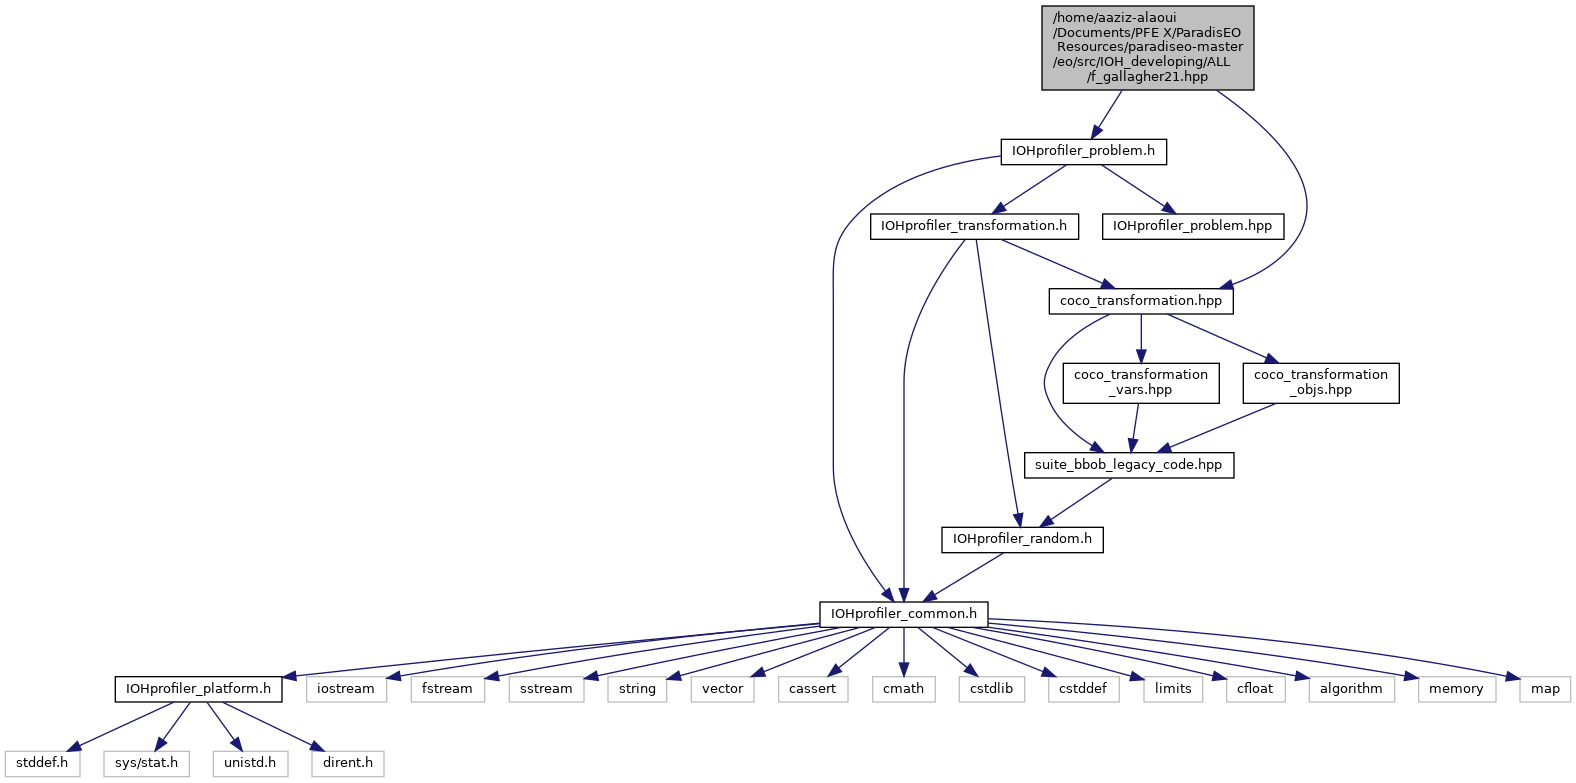 /home/aaziz-alaoui
/Documents/PFE X/ParadisEO
Resources/paradiseo-master
/eo/src/IOH_developing/ALL
/f_gallagher21.hpp
IOHprofiler_problem.h
IOHprofiler_transformation.h
IOHprofiler_problem.hpp
coco_transformation.hpp
coco_transformation
_vars.hpp
coco_transformation
_objs.hpp
suite_bbob_legacy_code.hpp
IOHprofiler_random.h
IOHprofiler_common.h
IOHprofiler_platform.h
iostream
fstream
sstream
string
vector
cassert
cmath
cstdlib
cstddef
limits
cfloat
algorithm
memory
map
stddef.h
sys/stat.h
unistd.h
dirent.h